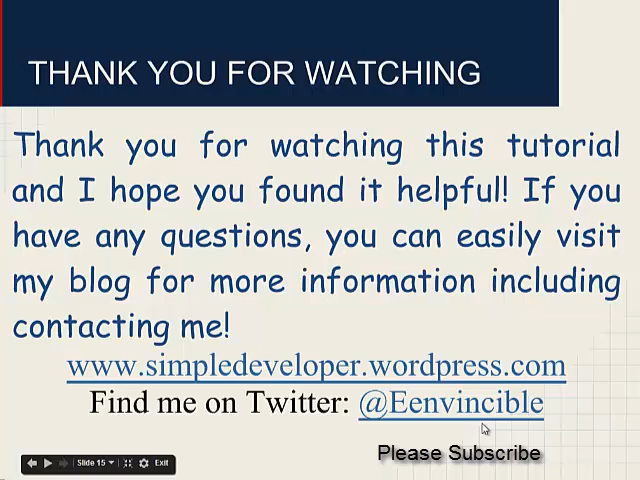 THANK YOU FOR WATCHING
Thank you for watching this tutorial
and I hope you found it helpful! If you
have any questions, you can easily visit
my blog for more information including
contacting me!
www.simpledeveloper.wordpress.com
Find me on Twitter: @Eenvincible
Please Subscribe
Slide 15
Exit